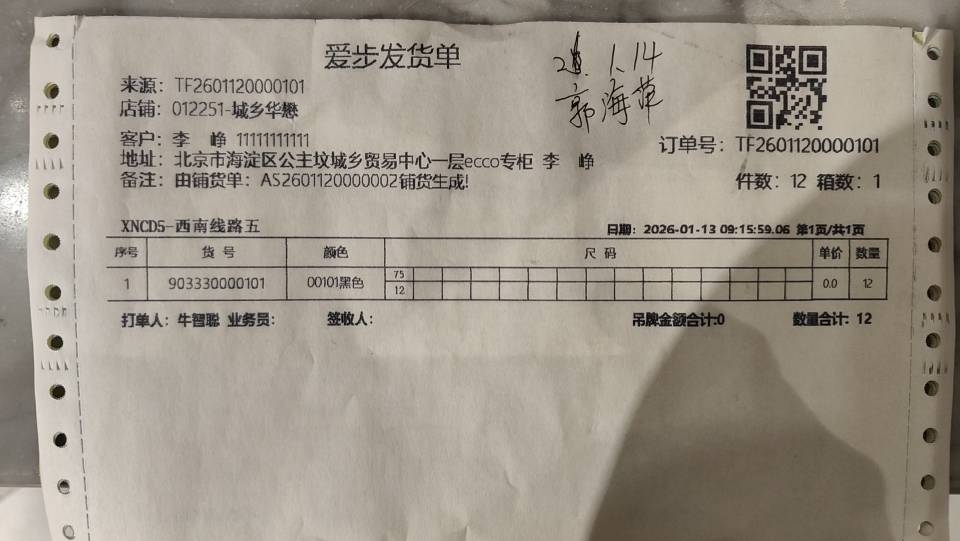 爱步发货单
1.14
郭海苹
来源: TF2601120000101
店铺: 012251-城乡华懋
客户: 李 峥 11111111111
订单号: TF2601120000101
地址: 北京市海淀区公主坟城乡贸易中心一层ecco专柜 李 峥
备注: 由铺货单: AS2601120000002铺货生成!
件数: 12 箱数: 1
XNCD5-西南线路五
日期: 2026-01-13 09:15:59.06 第1页/共1页
序号 货 号 颜色 尺 码 单价 数量
75
1 903330000101 00101黑色 12 0.0 12
打单人: 牛智聪 业务员: 签收人: 吊牌金额合计:0 数量合计: 12